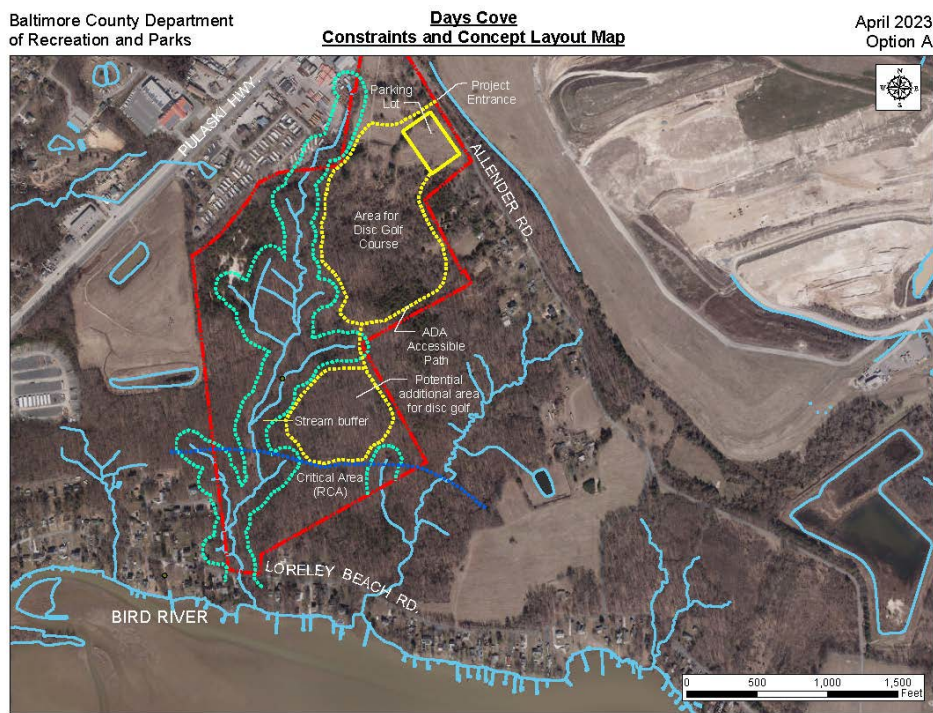 Baltimore County Department
of Recreation and Parks
Days Cove
Constraints and Concept Layout Map
April 2023
Option A
N
W
E
S
PULASKI HWY.
Parking
Lot
Project
Entrance
ALLENDER RD.
Area for
Disc Golf
Course
ADA
Accessible
Path
Potential
additional area
for disc golf
Stream buffer
Critical Area
(RCA)
LORELEY BEACH RD.
BIRD RIVER
0 500 1,000 1,500
Feet